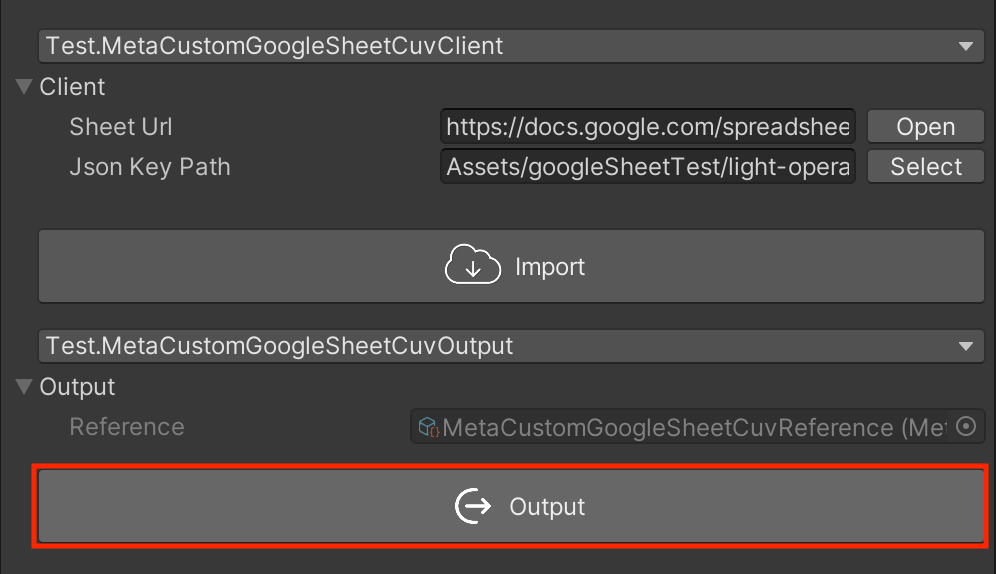 Test.MetaCustomGoogleSheetCuvClient
Client
Sheet Url https://docs.google.com/spreadshee Open
Json Key Path Assets/googleSheetTest/light-opera Select
Import
Test.MetaCustomGoogleSheetCuvOutput
Output
Reference MetaCustomGoogleSheetCuvReference (Met
Output